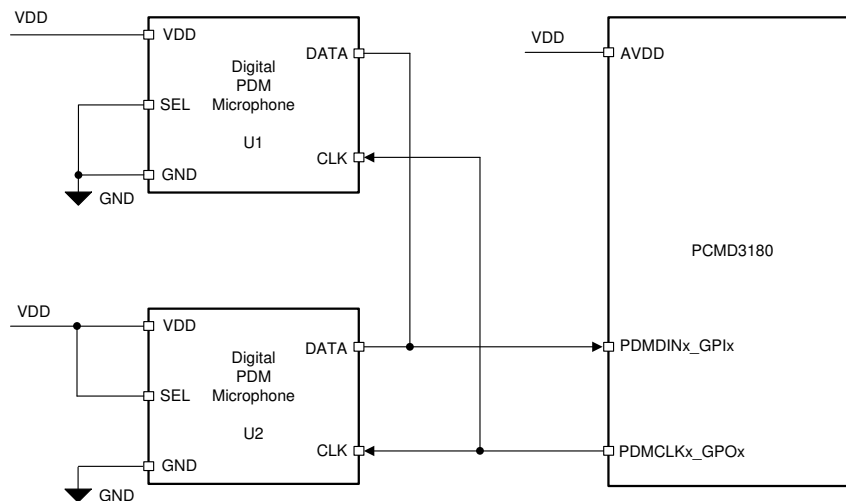 VDD
VDD
SEL
GND
GND
Digital
PDM
Microphone
U1
DATA
CLK
VDD
AVDD
PCMD3180
PDMDINx_GPIx
PDMCLKx_GPOx
VDD
VDD
SEL
GND
GND
Digital
PDM
Microphone
U2
DATA
CLK